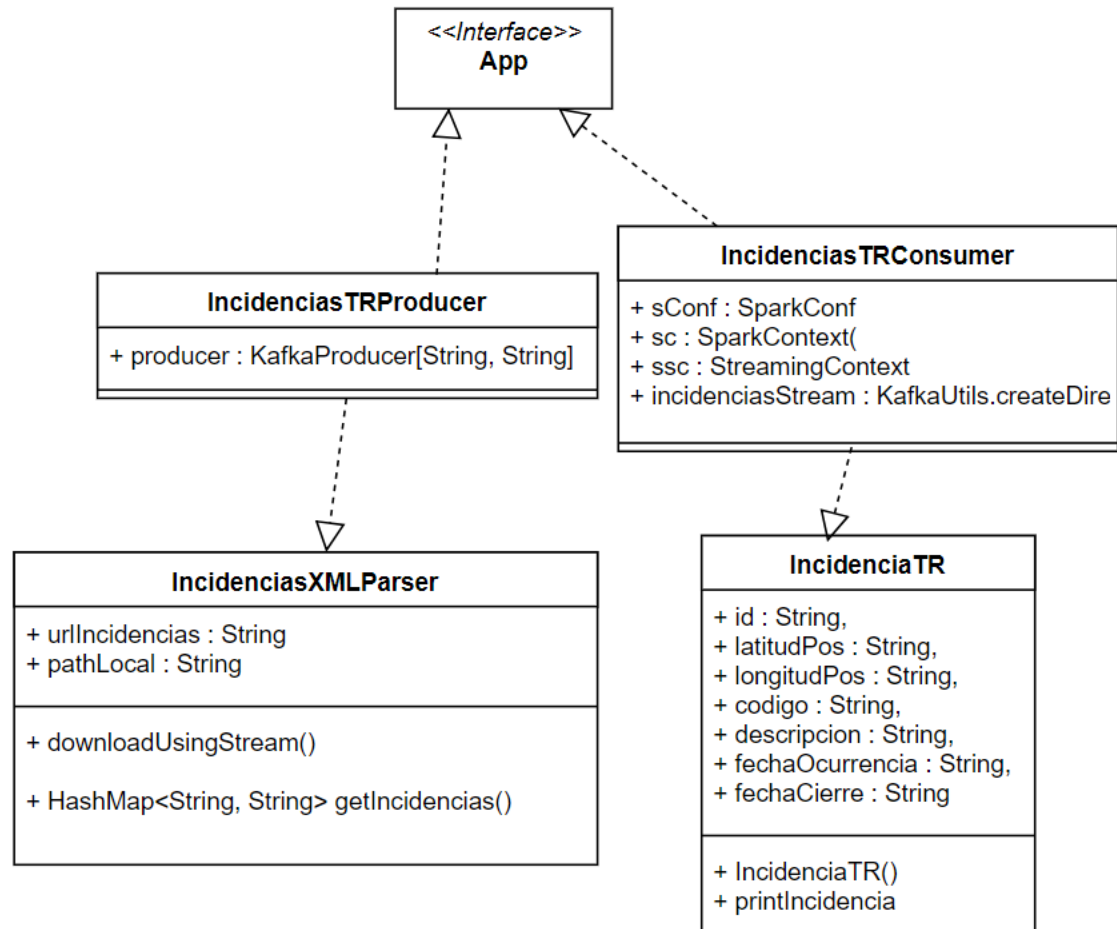 <<Interface>>
App
IncidenciasTRProducer
+ producer : KafkaProducer[String, String]
IncidenciasTRConsumer
+ sConf : SparkConf
+ sc : SparkContext(
+ ssc : StreamingContext
+ incidenciasStream : KafkaUtils.createDire
IncidenciasXMLParser
+ urlIncidencias : String
+ pathLocal : String
+ downloadUsingStream()
+ HashMap<String, String> getIncidencias()
IncidenciaTR
+ id : String,
+ latitudPos : String,
+ longitudPos : String,
+ codigo : String,
+ descripcion : String,
+ fechaOcurrencia : String,
+ fechaCierre : String
+ IncidenciaTR()
+ printIncidencia